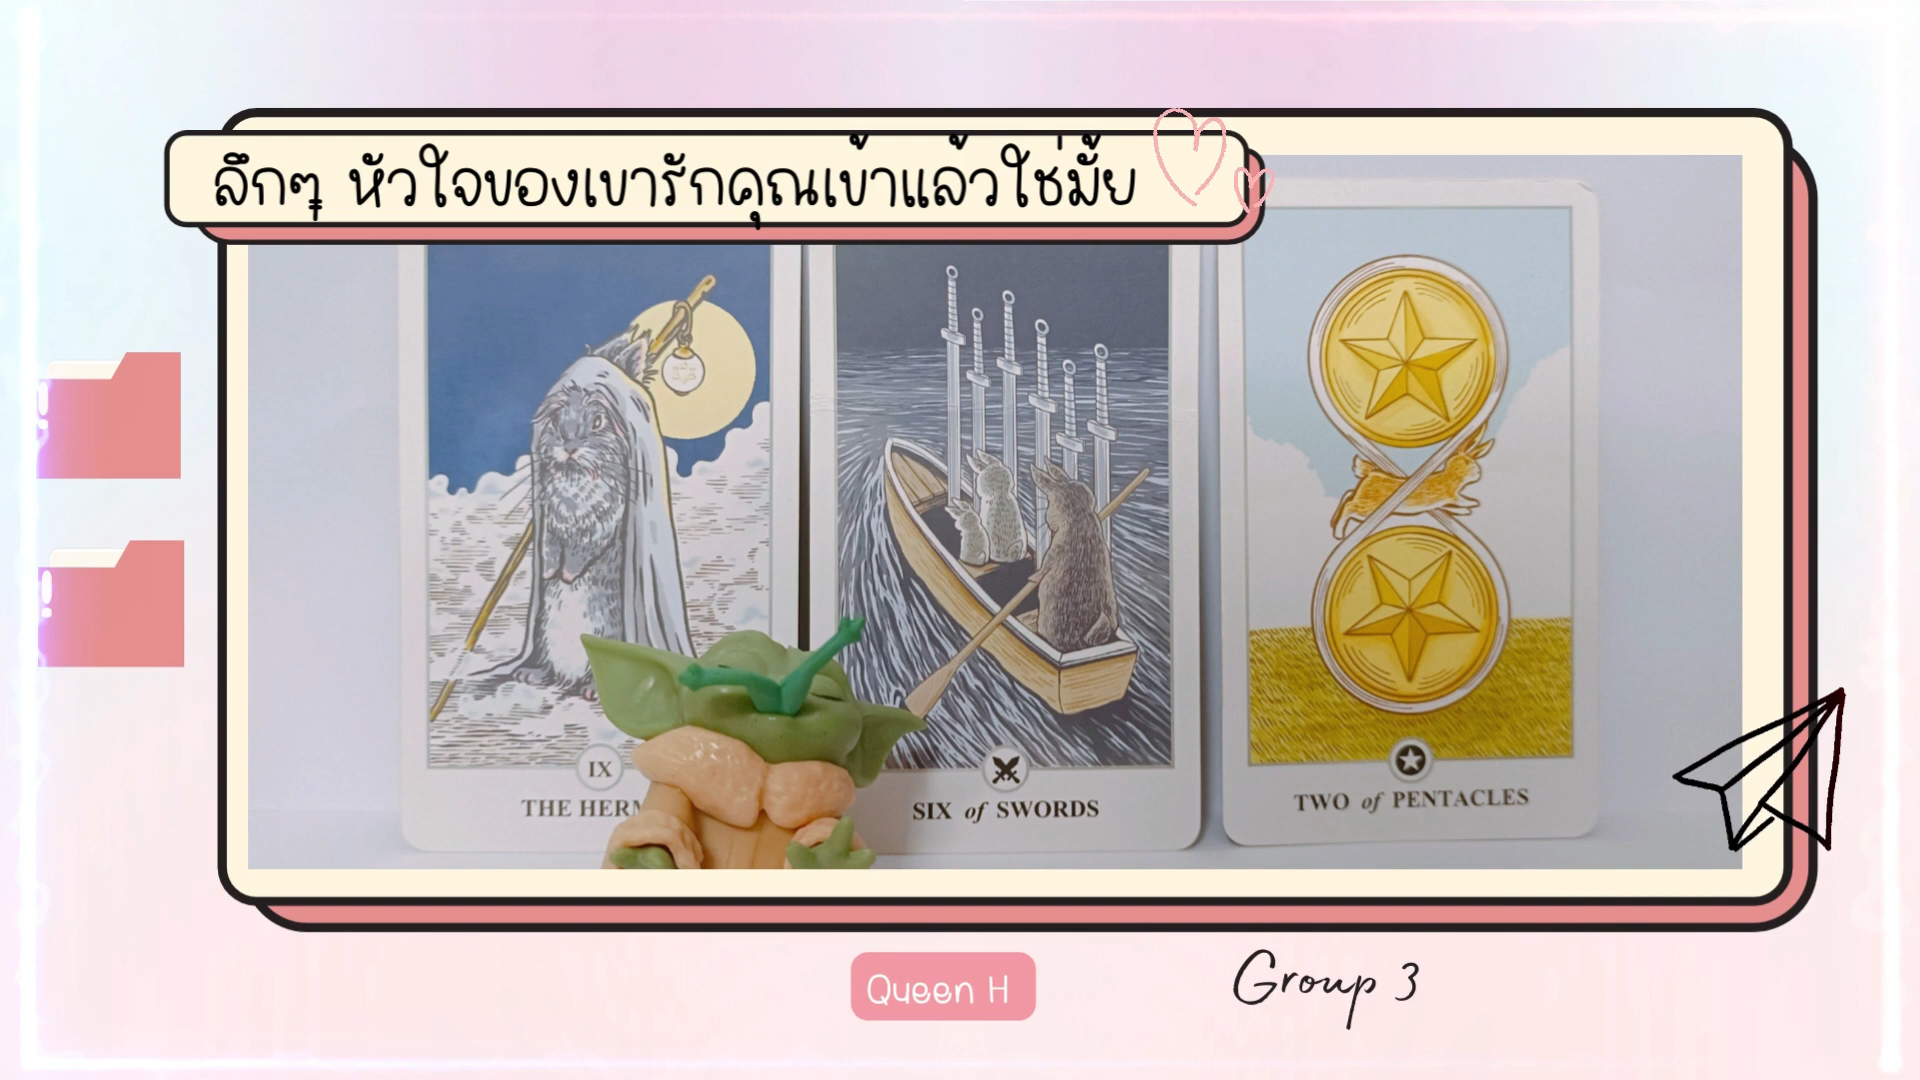 ลึกๆ หัวใจของเขารักคุณเข้าแล้วใช่มั้ย
IX
THE HERM
SIX of SWORDS
TWO of PENTACLES
Queen H
Group 3